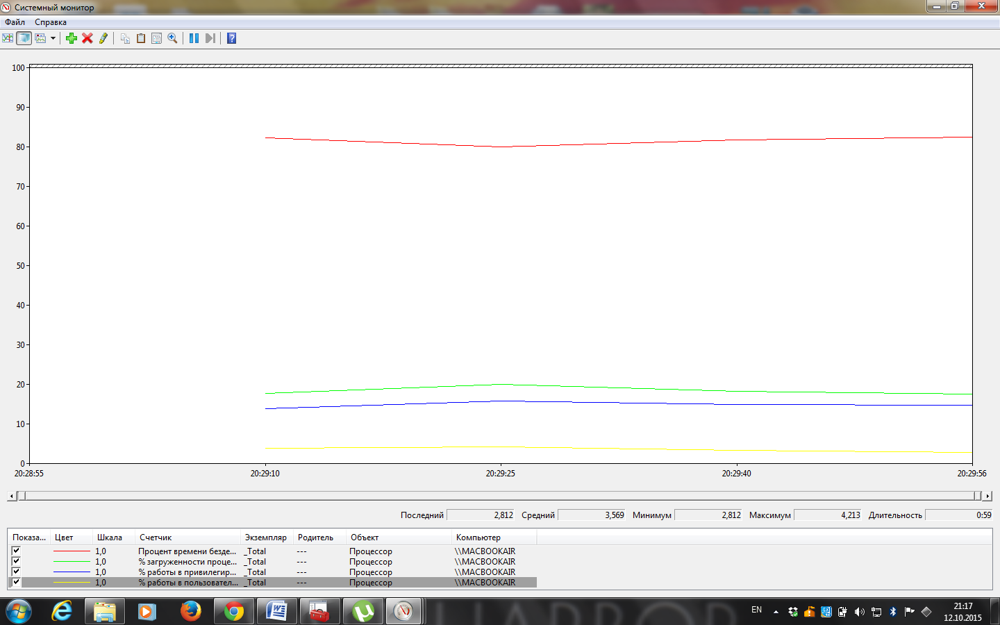 Системный монитор
Файл Справка
100
90
80
70
60
50
40
30
20
10
0
20:28:55 20:29:10 20:29:25 20:29:40 20:29:56
Последний 2,812 Средний 3,569 Минимум 2,812 Максимум 4,213 Длительность 0:59
Показа... Цвет Шкала Счетчик Экземпляр Родитель Объект Компьютер
1,0 Процент времени безде... _Total --- Процессор \\MACBOOKAIR
1,0 % загруженности проце... _Total --- Процессор \\MACBOOKAIR
1,0 % работы в привилегир... _Total --- Процессор \\MACBOOKAIR
1,0 % работы в пользовател... _Total --- Процессор \\MACBOOKAIR
EN 21:17
12.10.2015